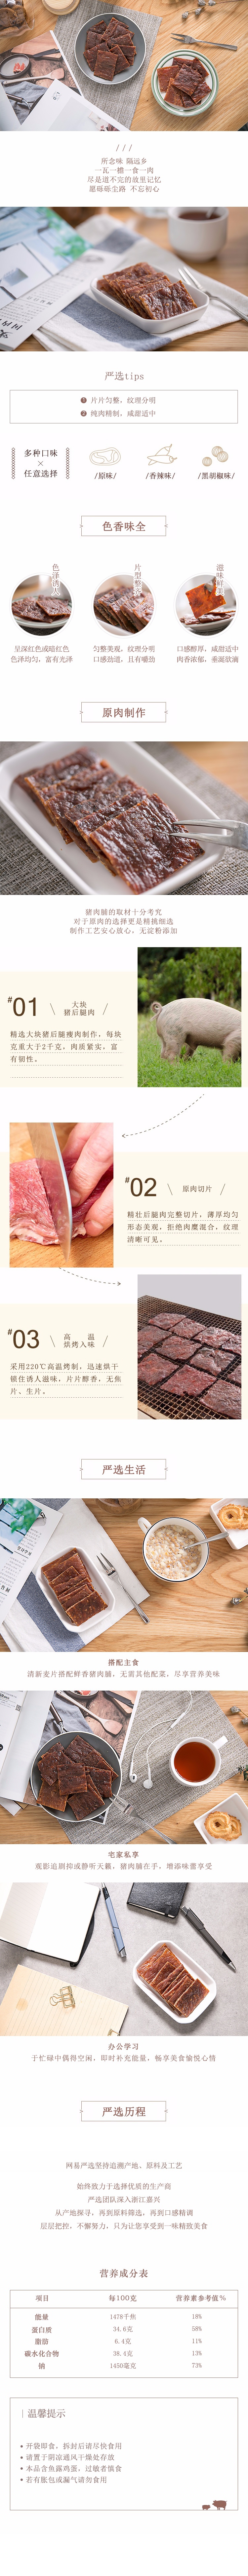 ///
所念味 隔远乡
一瓦一檐一食一肉
尽是道不完的故里记忆
愿砾砾尘路 不忘初心
严选tips
❶ 片片匀整，纹理分明
❷ 纯肉精制，咸甜适中
多种口味
×
任意选择
/原味/
/香辣味/
/黑胡椒味/
色香味全
色泽诱人
片型整齐
滋味鲜美
呈深红色或暗红色
色泽均匀，富有光泽
匀整美观，纹理分明
口感劲道，且有嚼劲
口感醇厚，咸甜适中
肉香浓郁，垂涎欲滴
原肉制作
猪肉脯的取材十分考究
对于原肉的选择更是精挑细选
制作工艺安心放心，无淀粉添加
#01
大块
猪后腿肉
精选大块猪后腿瘦肉制作，每块
克重大于2千克，肉质紧实，富
有韧性。
#02
原肉切片
精壮后腿肉完整切片，薄厚均匀
形态美观，拒绝肉糜混合，纹理
清晰可见。
#03
高温
烘烤入味
采用220℃高温烤制，迅速烘干
锁住诱人滋味，片片醇香，无焦
片、生片。
严选生活
搭配主食
清新麦片搭配鲜香猪肉脯，无需其他配菜，尽享营养美味
宅家私享
观影追剧抑或静听天籁，猪肉脯在手，增添味蕾享受
办公学习
于忙碌中偶得空闲，即时补充能量，畅享美食愉悦心情
严选历程
网易严选坚持追溯产地、原料及工艺
始终致力于选择优质的生产商
严选团队深入浙江嘉兴
从产地探寻，再到原料筛选，再到口感精调
层层把控，不懈努力，只为让您享受到一味精致美食
营养成分表
项目 每100克 营养素参考值%
能量 1478千焦 18%
蛋白质 34.6克 58%
脂肪 6.4克 11%
碳水化合物 38.4克 13%
钠 1450毫克 73%
温馨提示
• 开袋即食，拆封后请尽快食用
• 请置于阴凉通风干燥处存放
• 本品含鱼露鸡蛋，过敏者慎食
• 若有胀包或漏气请勿食用